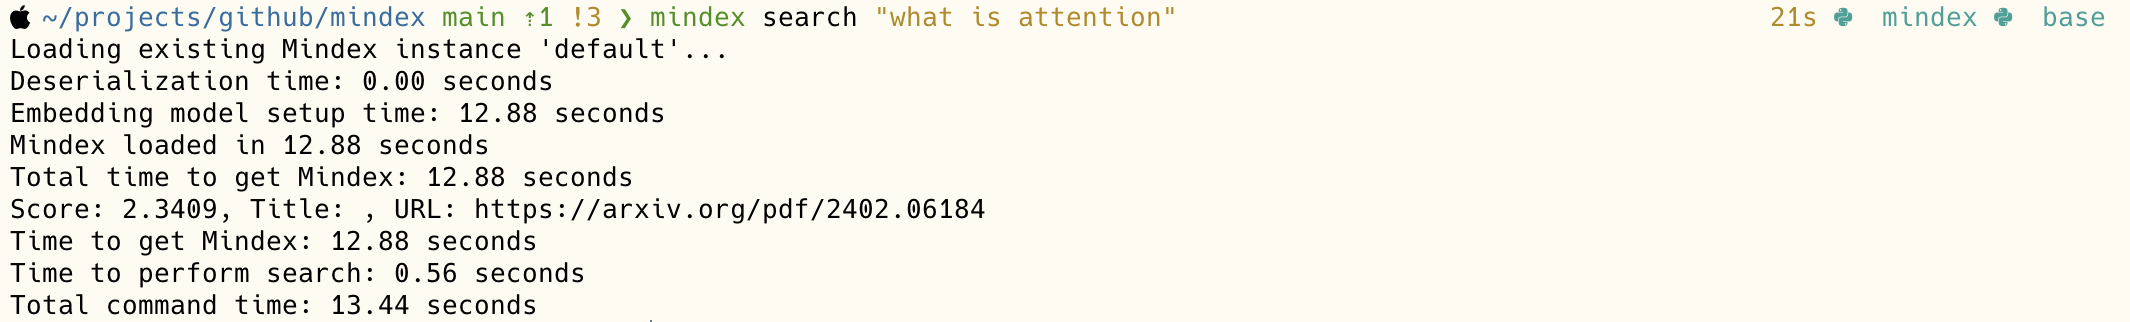 ~/projects/github/mindex main ⇡1 !3 ❯ mindex search "what is attention" 21s mindex base
Loading existing Mindex instance 'default'...
Deserialization time: 0.00 seconds
Embedding model setup time: 12.88 seconds
Mindex loaded in 12.88 seconds
Total time to get Mindex: 12.88 seconds
Score: 2.3409, Title: , URL: https://arxiv.org/pdf/2402.06184
Time to get Mindex: 12.88 seconds
Time to perform search: 0.56 seconds
Total command time: 13.44 seconds